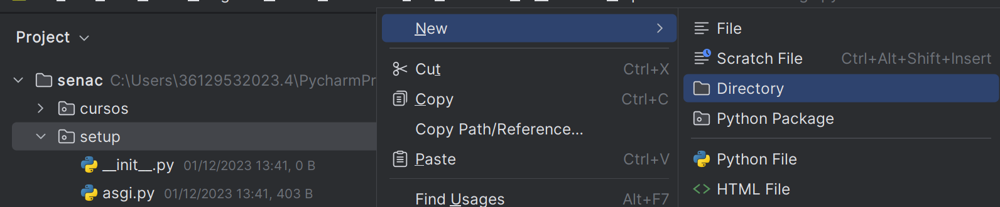 Project
senac C:\Users\36129532023.4\PycharmPr
cursos
setup
__init__.py 01/12/2023 13:41, 0 B
asgi.py 01/12/2023 13:41, 403 B
New
Cut Ctrl+X
Copy Ctrl+C
Copy Path/Reference...
Paste Ctrl+V
Find Usages Alt+F7
File
Scratch File Ctrl+Alt+Shift+Insert
Directory
Python Package
Python File
HTML File